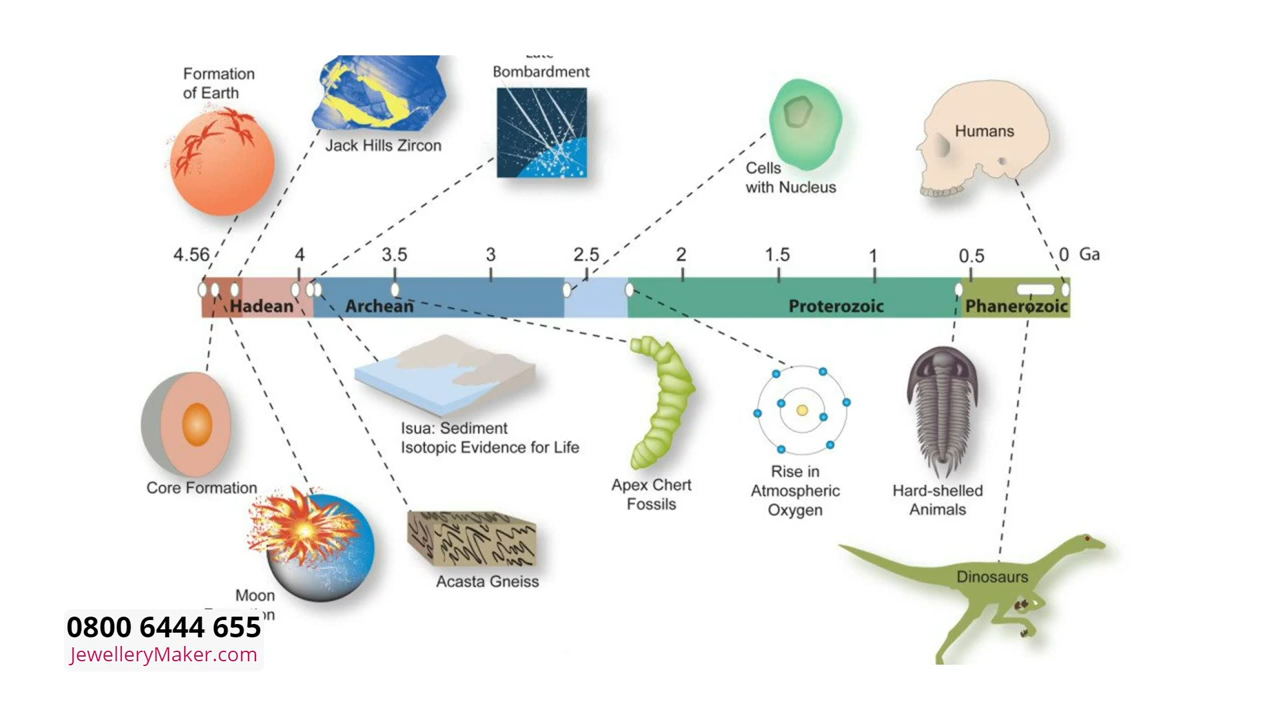 Formation
of Earth
Jack Hills Zircon
Late
Bombardment
Cells
with Nucleus
Humans
4.56 4 3.5 3 2.5 2 1.5 1 0.5 0 Ga
Hadean Archean Proterozoic Phanerozoic
Core Formation
Isua: Sediment
Isotopic Evidence for Life
Apex Chert
Fossils
Rise in
Atmospheric
Oxygen
Hard-shelled
Animals
Acasta Gneiss
Dinosaurs
Moon
0800 6444 655
JewelleryMaker.com